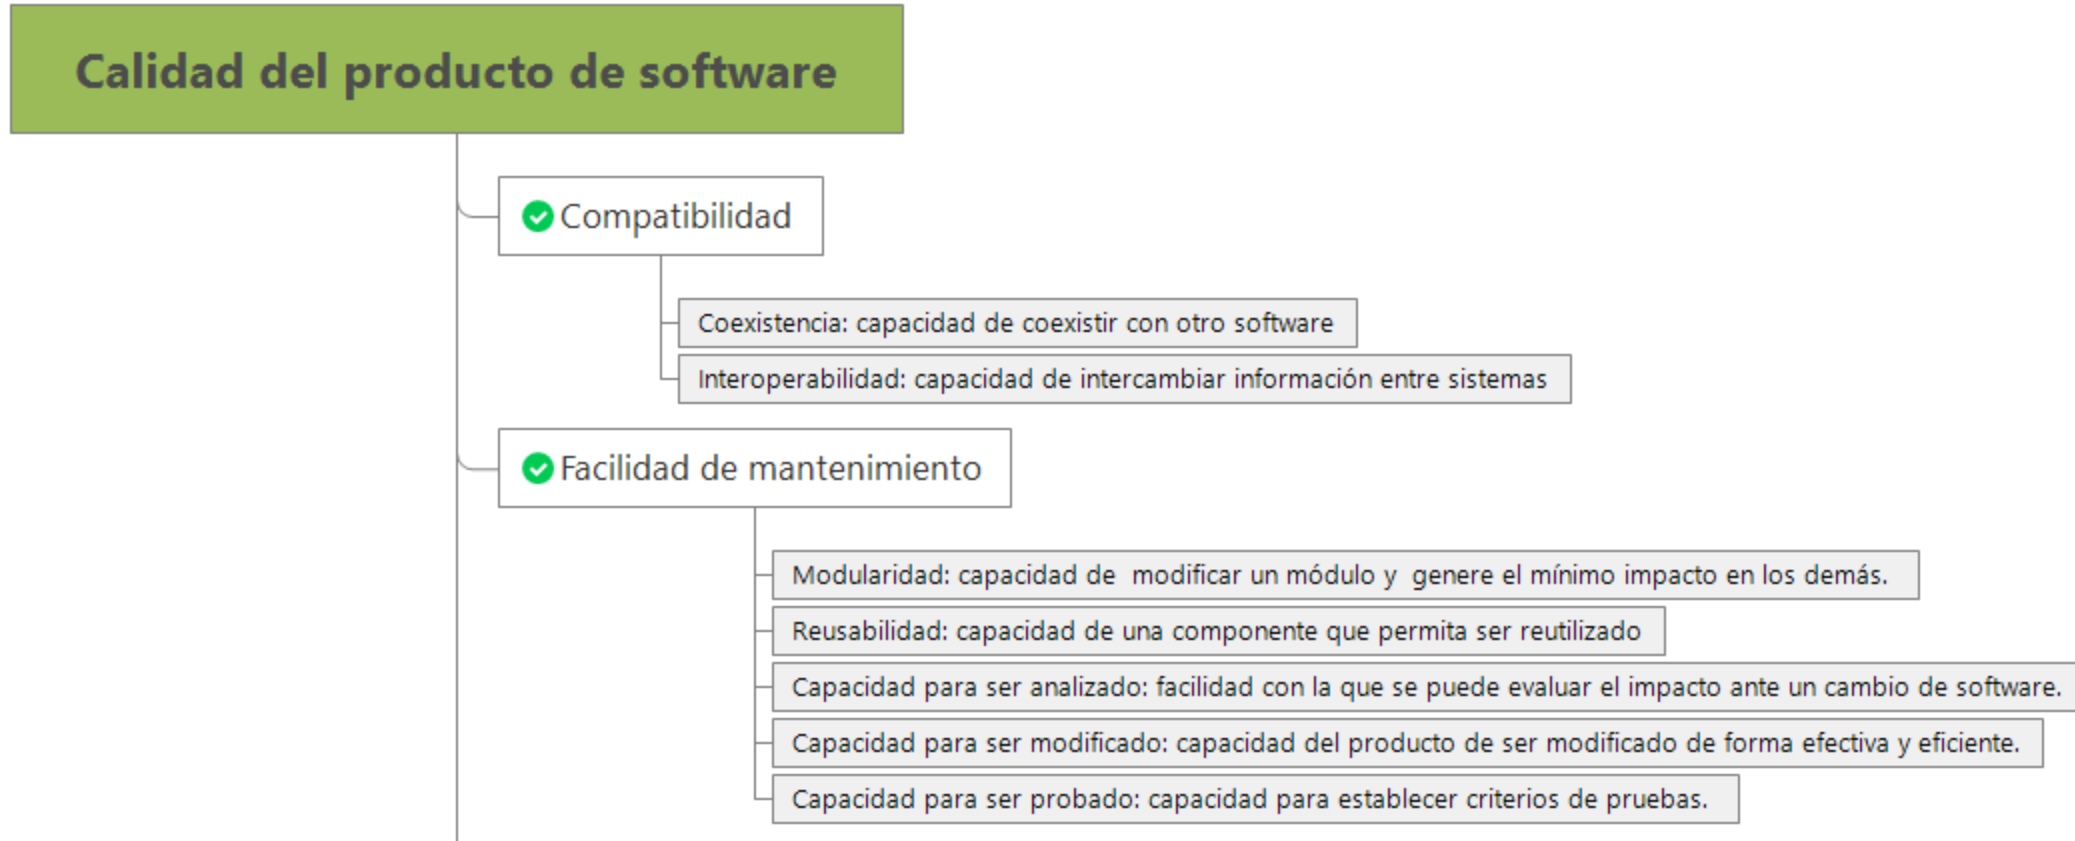 Calidad del producto de software
Compatibilidad
Coexistencia: capacidad de coexistir con otro software
Interoperabilidad: capacidad de intercambiar información entre sistemas
Facilidad de mantenimiento
Modularidad: capacidad de  modificar un módulo y  genere el mínimo impacto en los demás.
Reusabilidad: capacidad de una componente que permita ser reutilizado
Capacidad para ser analizado: facilidad con la que se puede evaluar el impacto ante un cambio de software.
Capacidad para ser modificado: capacidad del producto de ser modificado de forma efectiva y eficiente.
Capacidad para ser probado: capacidad para establecer criterios de pruebas.